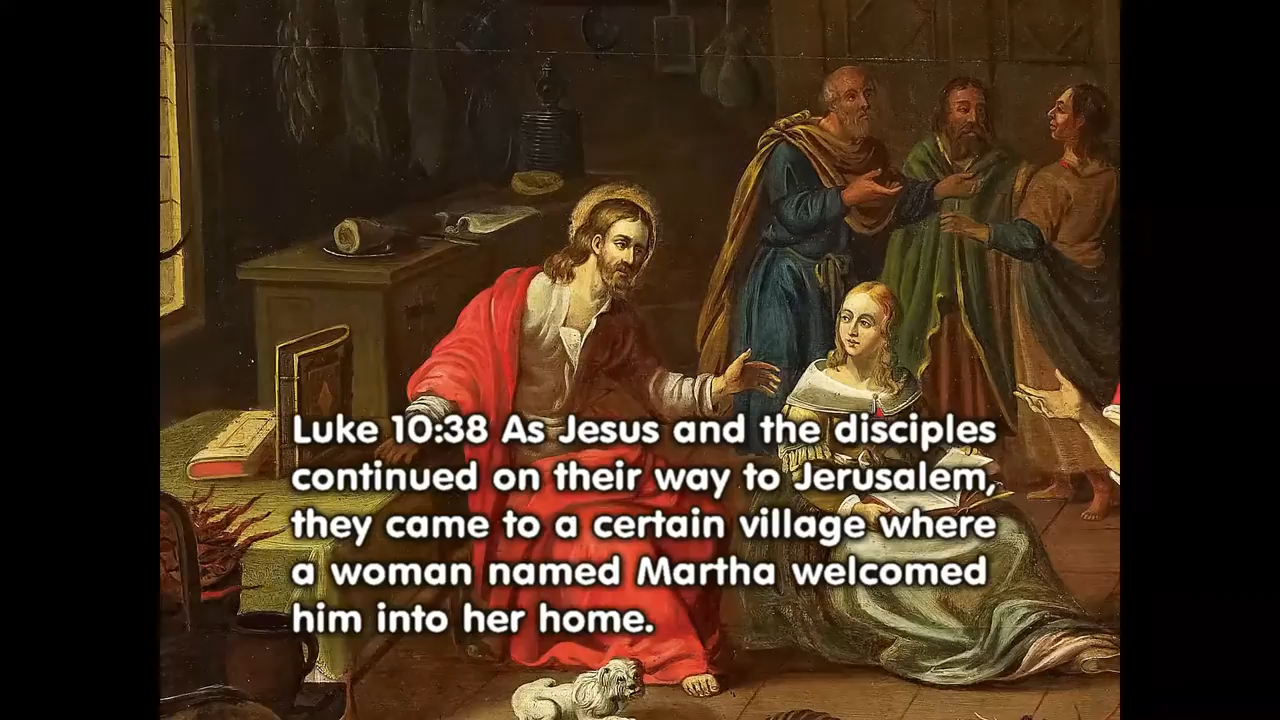 Luke 10:38 As Jesus and the disciples
continued on their way to Jerusalem,
they came to a certain village where
a woman named Martha welcomed
him into her home.